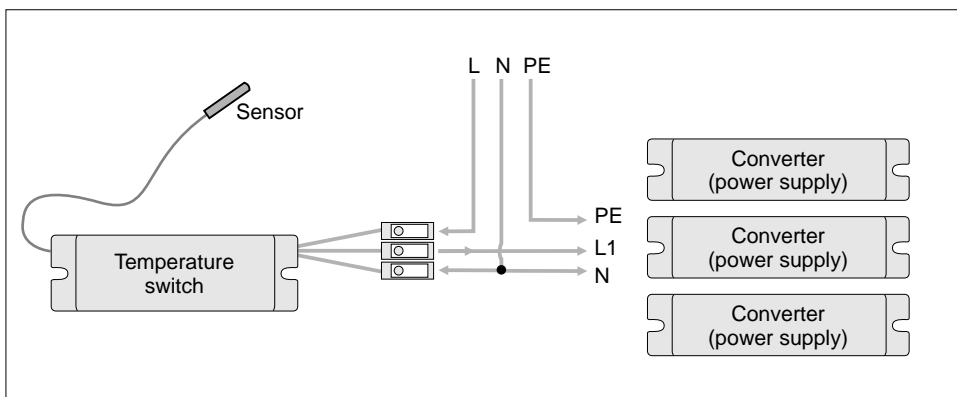 L N PE
Sensor
Converter
(power supply)
PE
L1
N
Temperature
switch
Converter
(power supply)
Converter
(power supply)